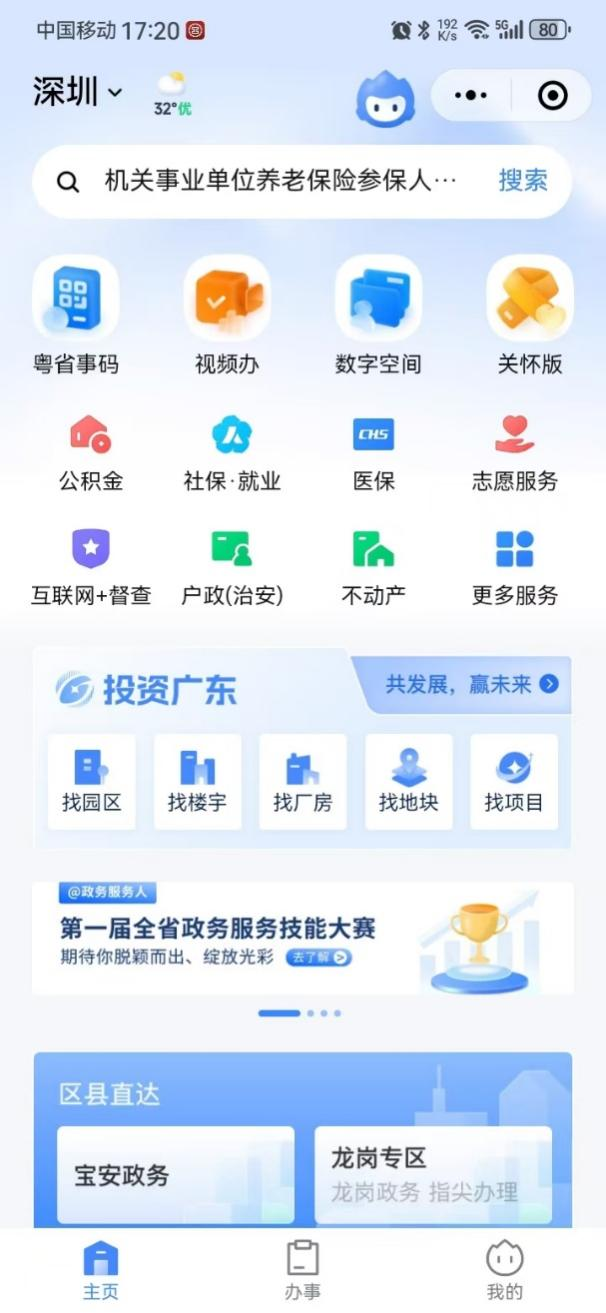 中国移动 17:20 192 K/s 5G 80
深圳
32°优
机关事业单位养老保险参保人··· 搜索
粤省事码 视频办 数字空间 关怀版
CHS
公积金 社保·就业 医保 志愿服务
互联网+督查 户政(治安) 不动产 更多服务
投资广东 共发展，赢未来
找园区 找楼宇 找厂房 找地块 找项目
@政务服务人
第一届全省政务服务技能大赛
期待你脱颖而出、绽放光彩 去了解
区县直达
宝安政务
龙岗专区
龙岗政务 指尖办理
主页 办事 我的